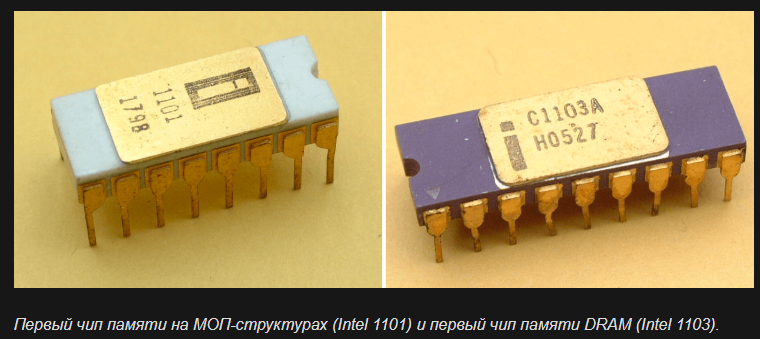 1101
1798
C1103A
H0527
Первый чип памяти на МОП-структурах (Intel 1101) и первый чип памяти DRAM (Intel 1103).